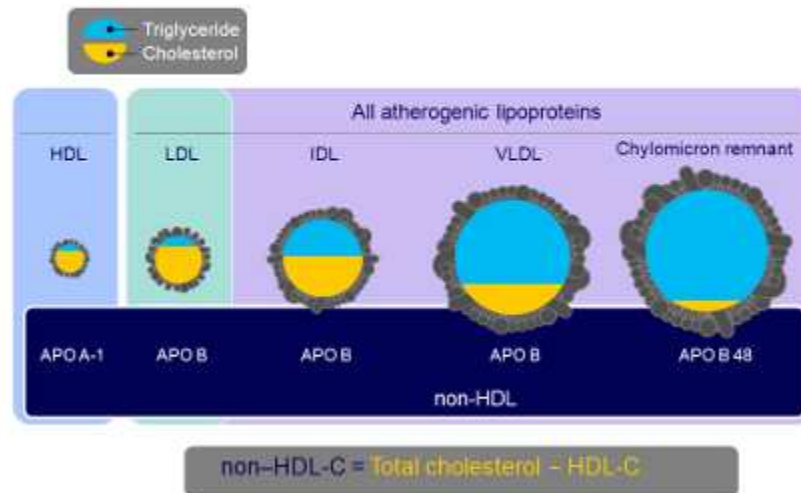 Triglyceride
Cholesterol
All atherogenic lipoproteins
HDL LDL IDL VLDL Chylomicron remnant
APO A-1 APO B APO B APO B APO B 48
non-HDL
non–HDL-C = Total cholesterol – HDL-C